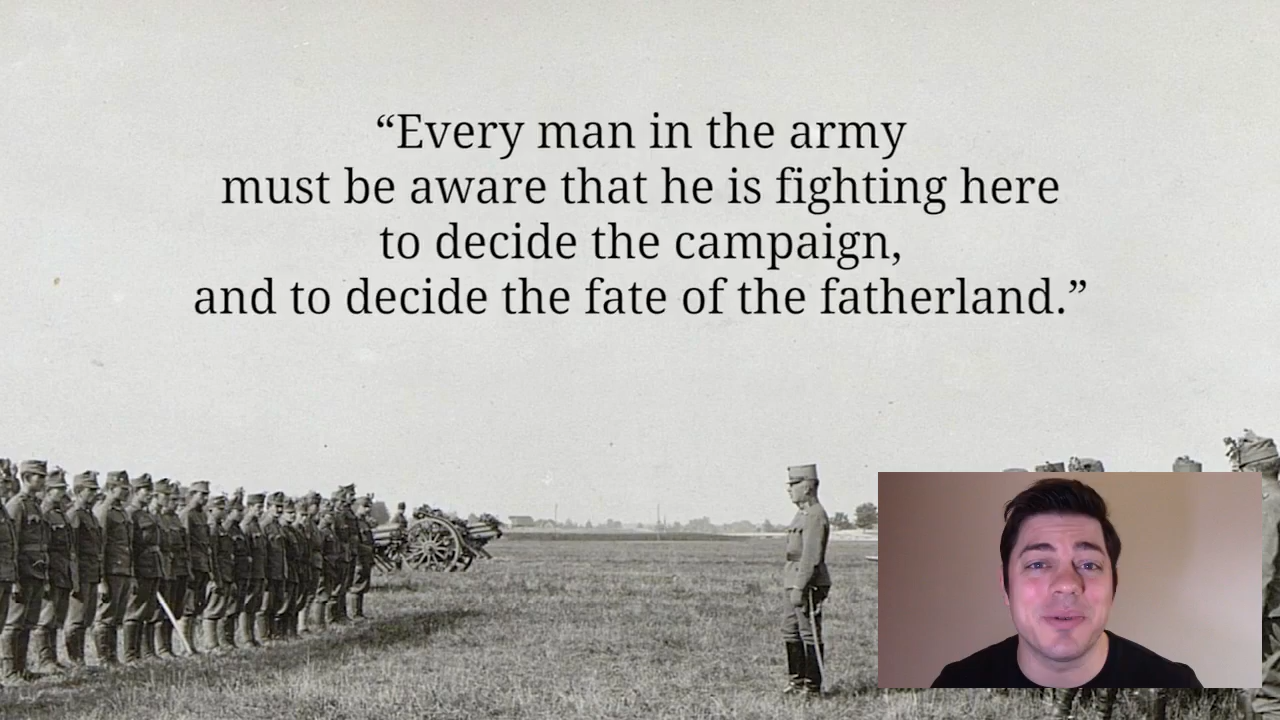 “Every man in the army
must be aware that he is fighting here
to decide the campaign,
and to decide the fate of the fatherland.”